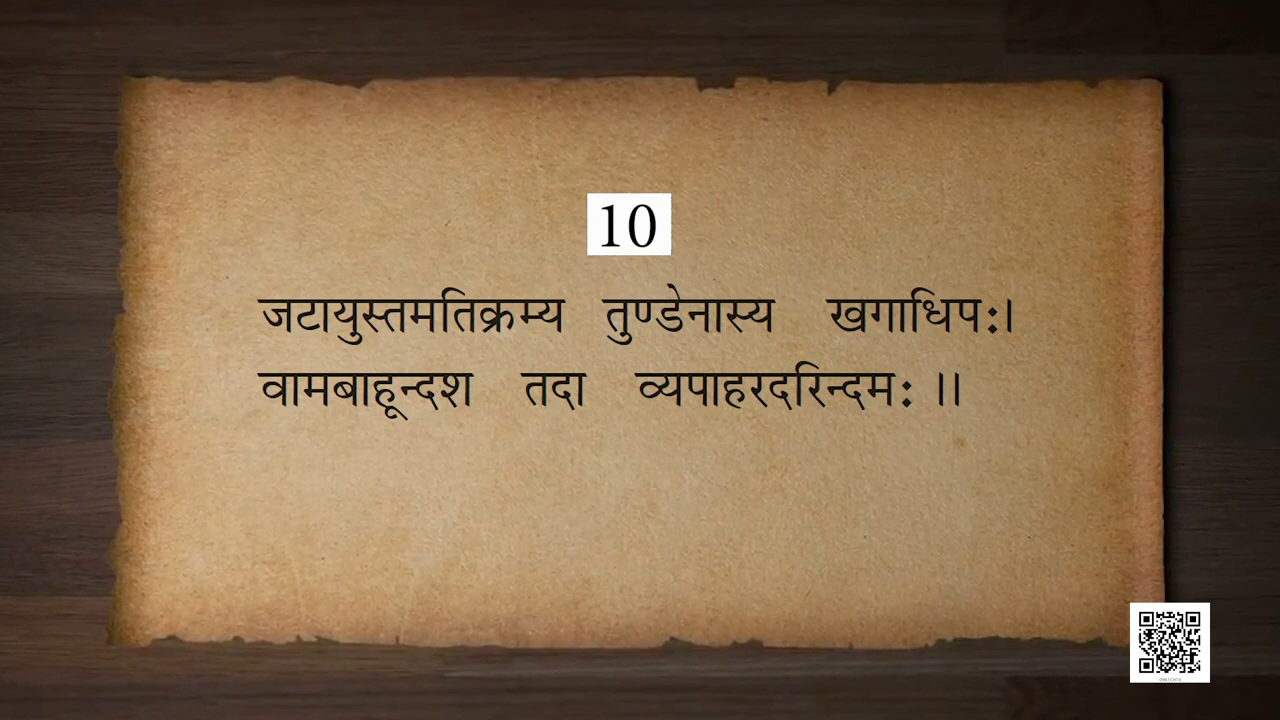 10
जटायुस्तमतिक्रम्य तुण्डेनास्य खगाधिपः।
वामबाहून्दश तदा व्यपाहरदरिन्दमः ।।